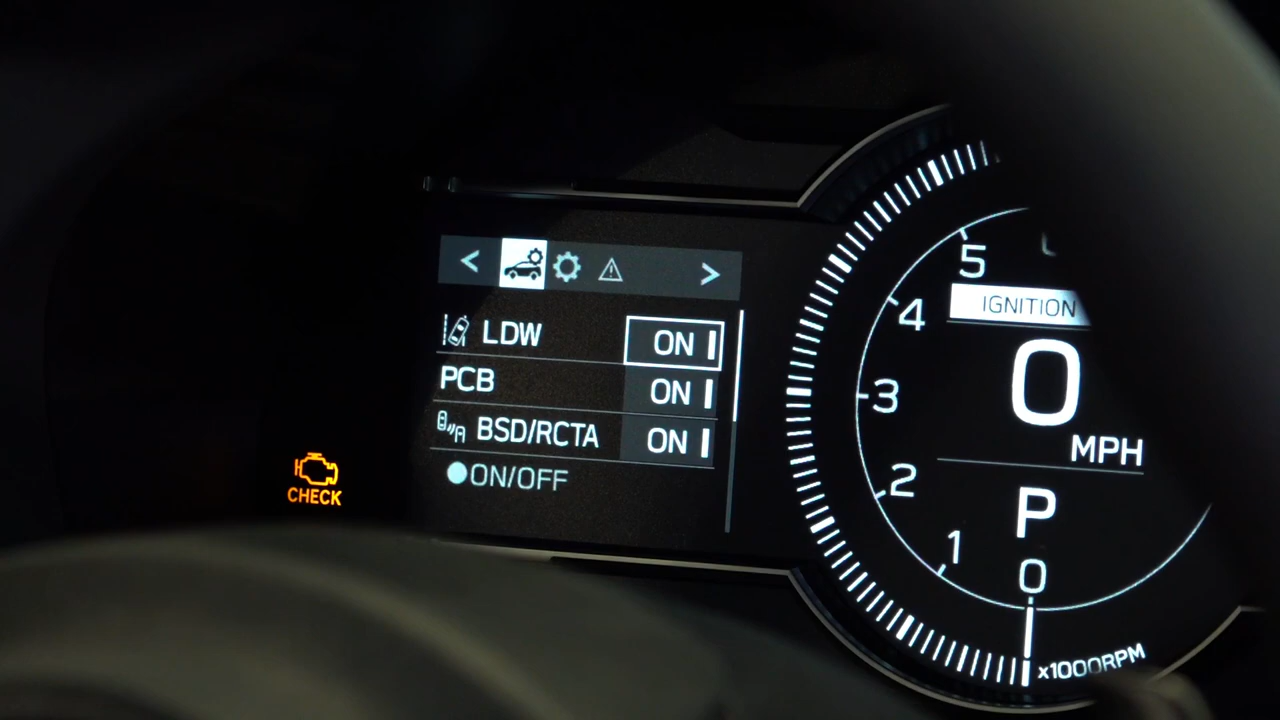 LDW ON
PCB ON
BSD/RCTA ON
ON/OFF
CHECK
5
4
3
2
1
0
IGNITION
0
MPH
P
x1000RPM